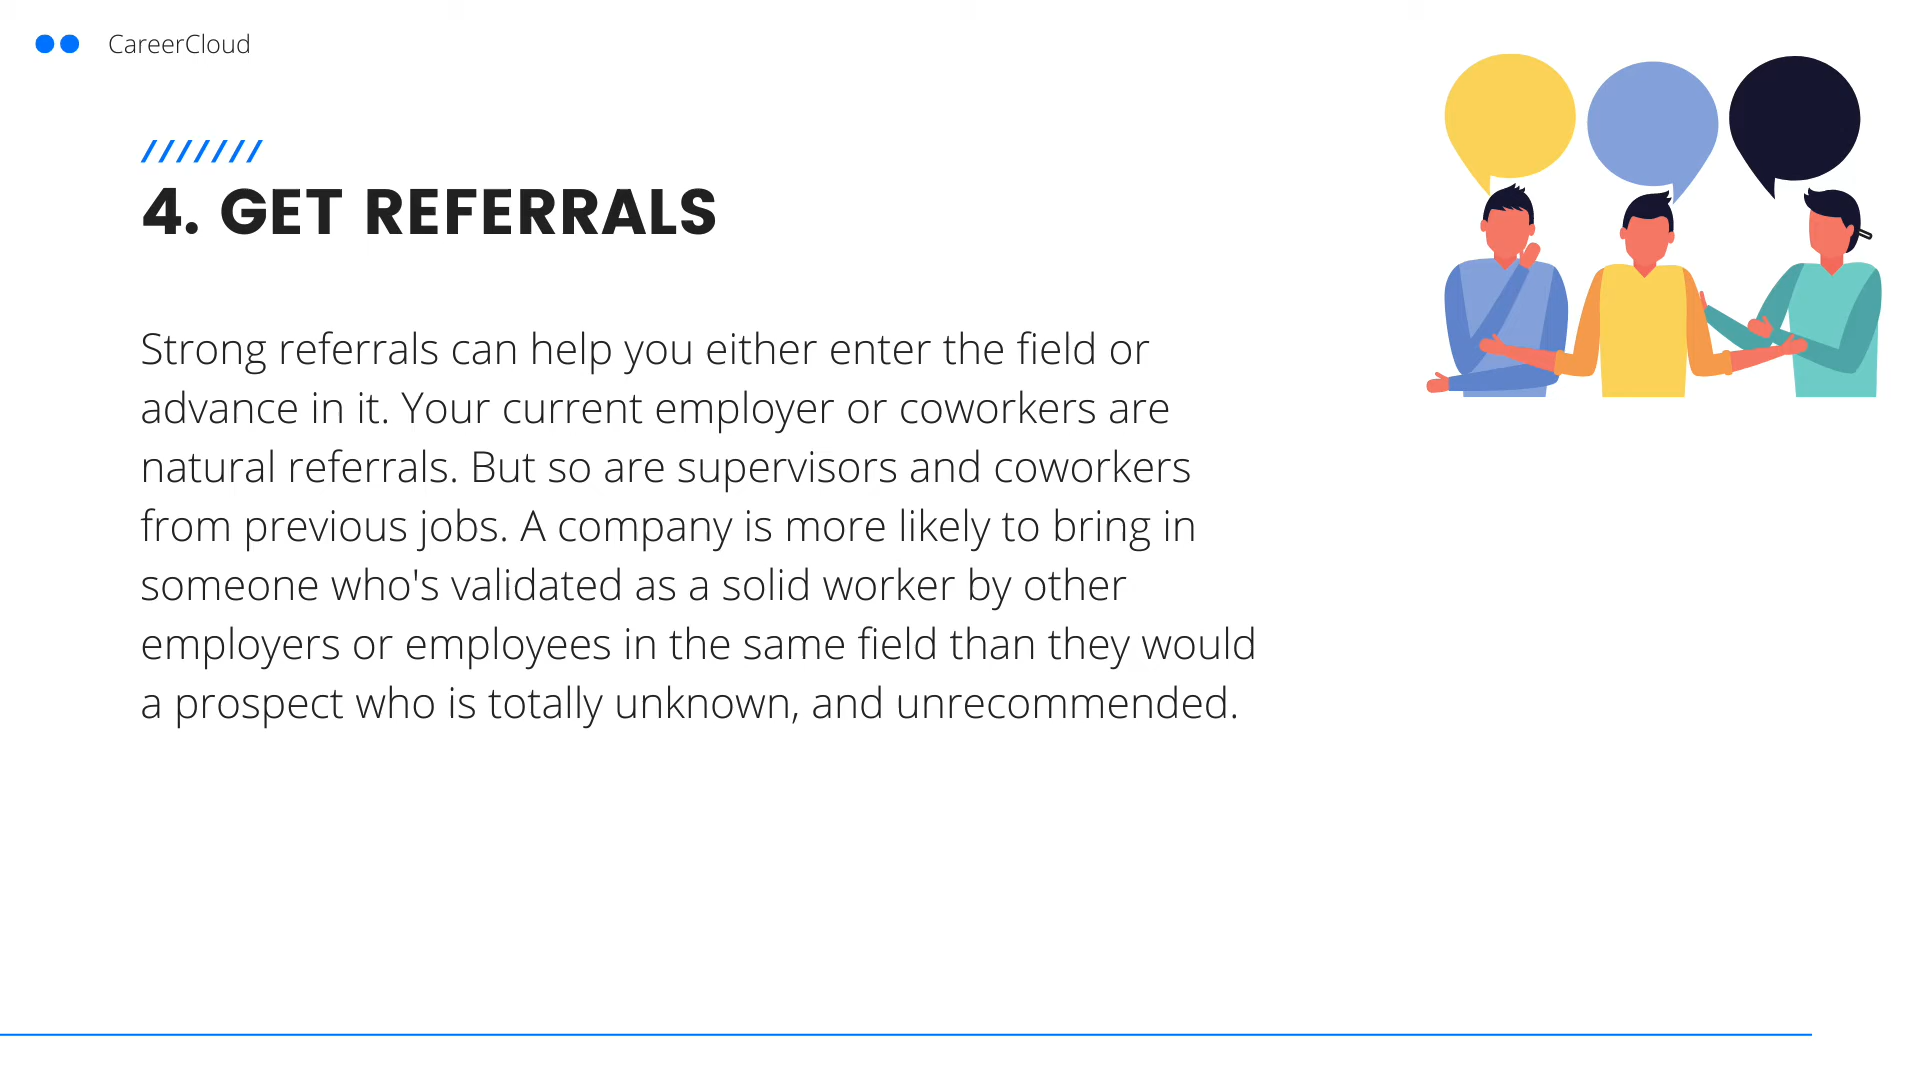 CareerCloud
///////
4. GET REFERRALS
Strong referrals can help you either enter the field or
advance in it. Your current employer or coworkers are
natural referrals. But so are supervisors and coworkers
from previous jobs. A company is more likely to bring in
someone who's validated as a solid worker by other
employers or employees in the same field than they would
a prospect who is totally unknown, and unrecommended.